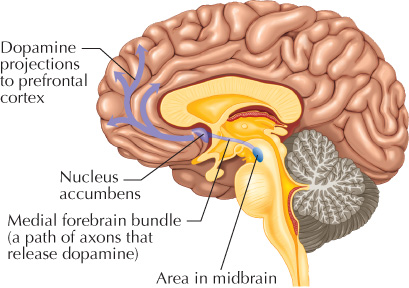 Dopamine
projections
to prefrontal
cortex
Nucleus
accumbens
Medial forebrain bundle
(a path of axons that
release dopamine)
Area in midbrain